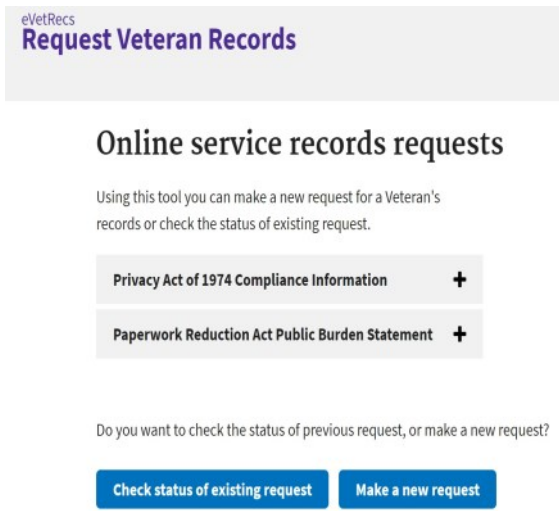 eVetRecs
Request Veteran Records
Online service records requests
Using this tool you can make a new request for a Veteran's
records or check the status of existing request.
Privacy Act of 1974 Compliance Information +
Paperwork Reduction Act Public Burden Statement +
Do you want to check the status of previous request, or make a new request?
Check status of existing request Make a new request